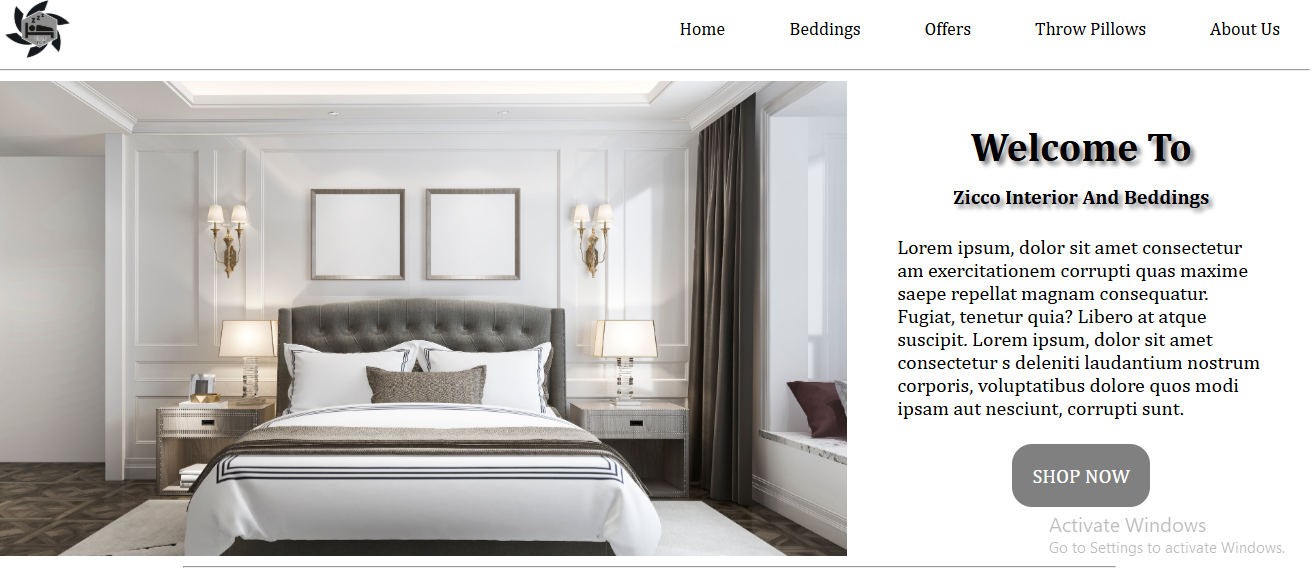 Home Beddings Offers Throw Pillows About Us
Welcome To
Zicco Interior And Beddings
Lorem ipsum, dolor sit amet consectetur
am exercitationem corrupti quas maxime
saepe repellat magnam consequatur.
Fugiat, tenetur quia? Libero at atque
suscipit. Lorem ipsum, dolor sit amet
consectetur s deleniti laudantium nostrum
corporis, voluptatibus dolore quos modi
ipsam aut nesciunt, corrupti sunt.
SHOP NOW
Activate Windows
Go to Settings to activate Windows.